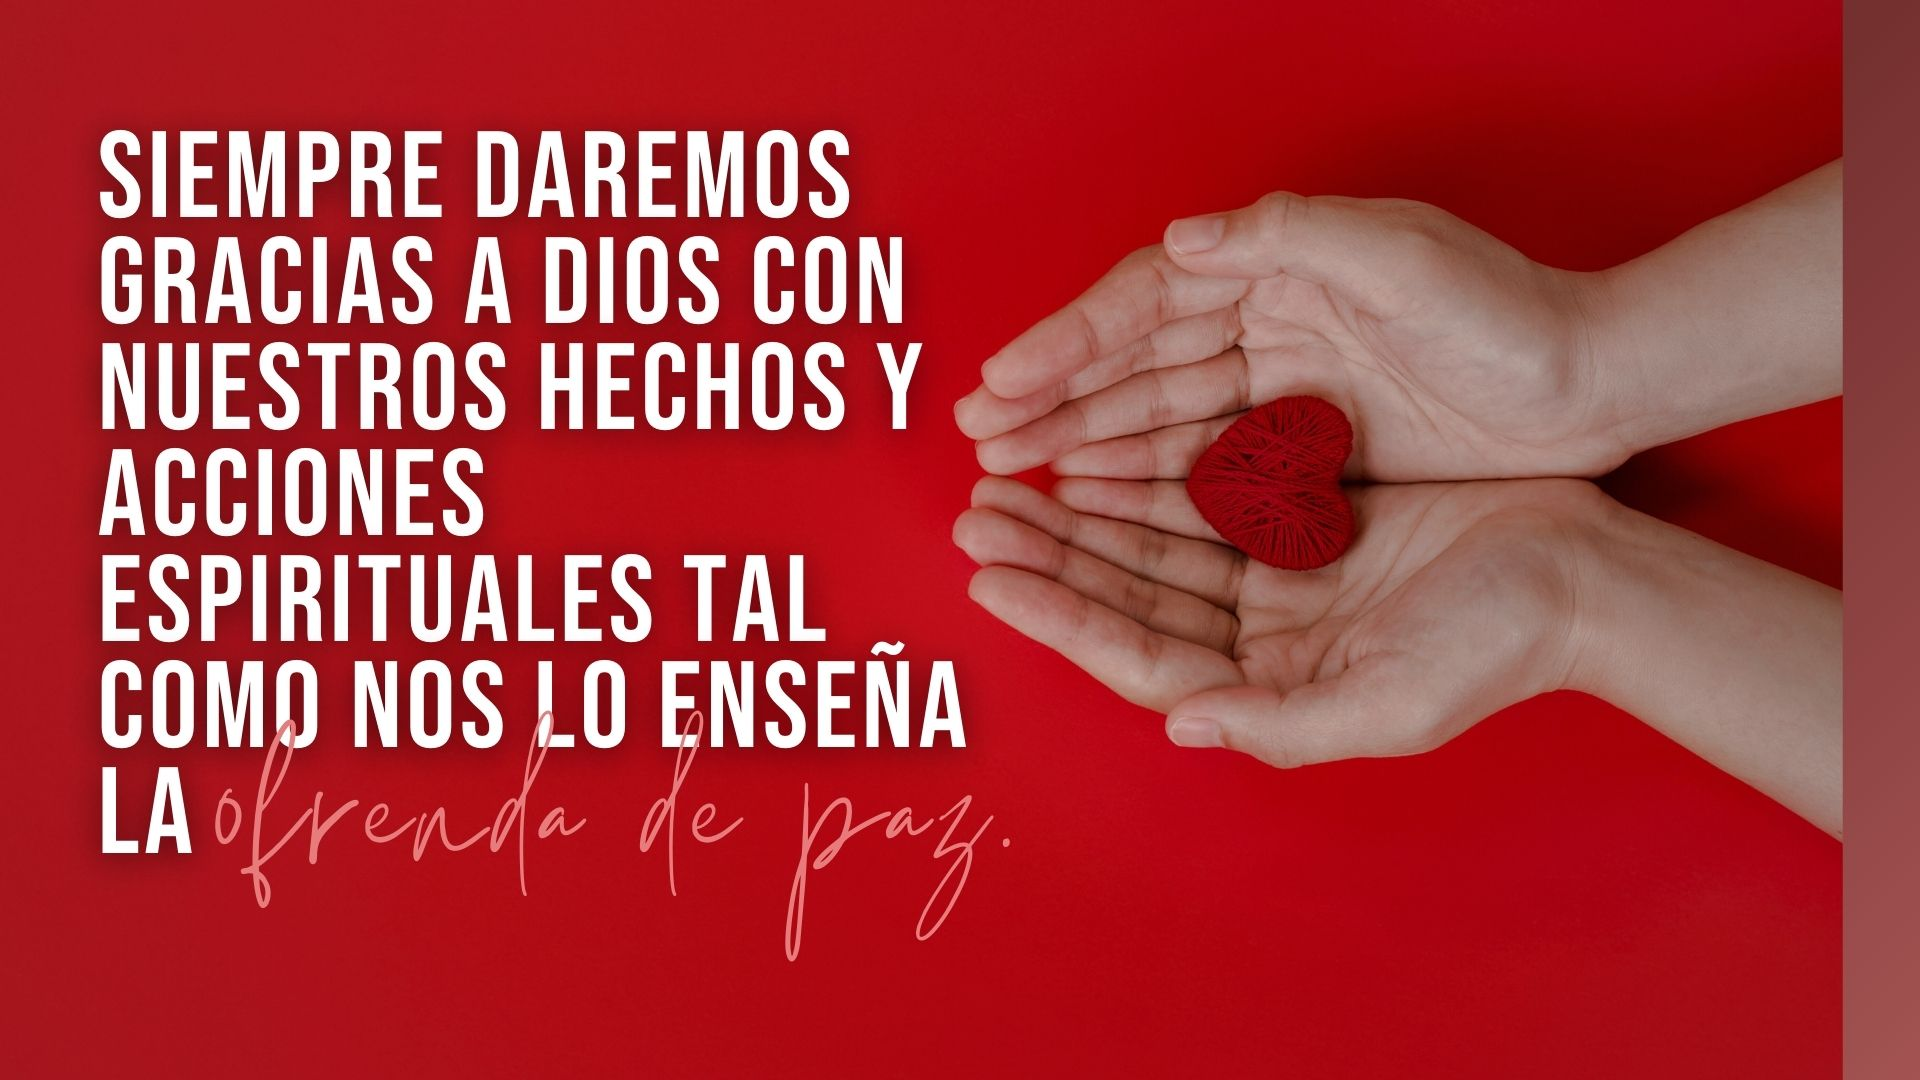 SIEMPRE DAREMOS
GRACIAS A DIOS CON
NUESTROS HECHOS Y
ACCIONES
ESPIRITUALES TAL
COMO NOS LO ENSEÑA
LA ofrenda de paz.